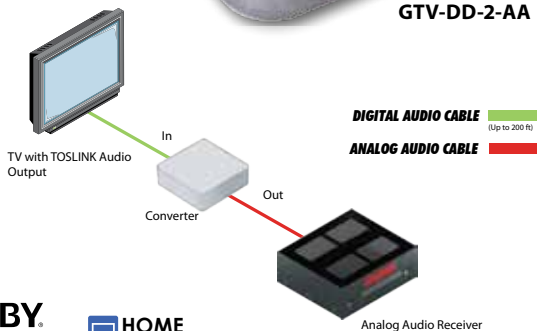 GTV-DD-2-AA
DIGITAL AUDIO CABLE
(Up to 200 ft)
ANALOG AUDIO CABLE
In
TV with TOSLINK Audio
Output
Out
Converter
BY.
HOME
Analog Audio Receiver